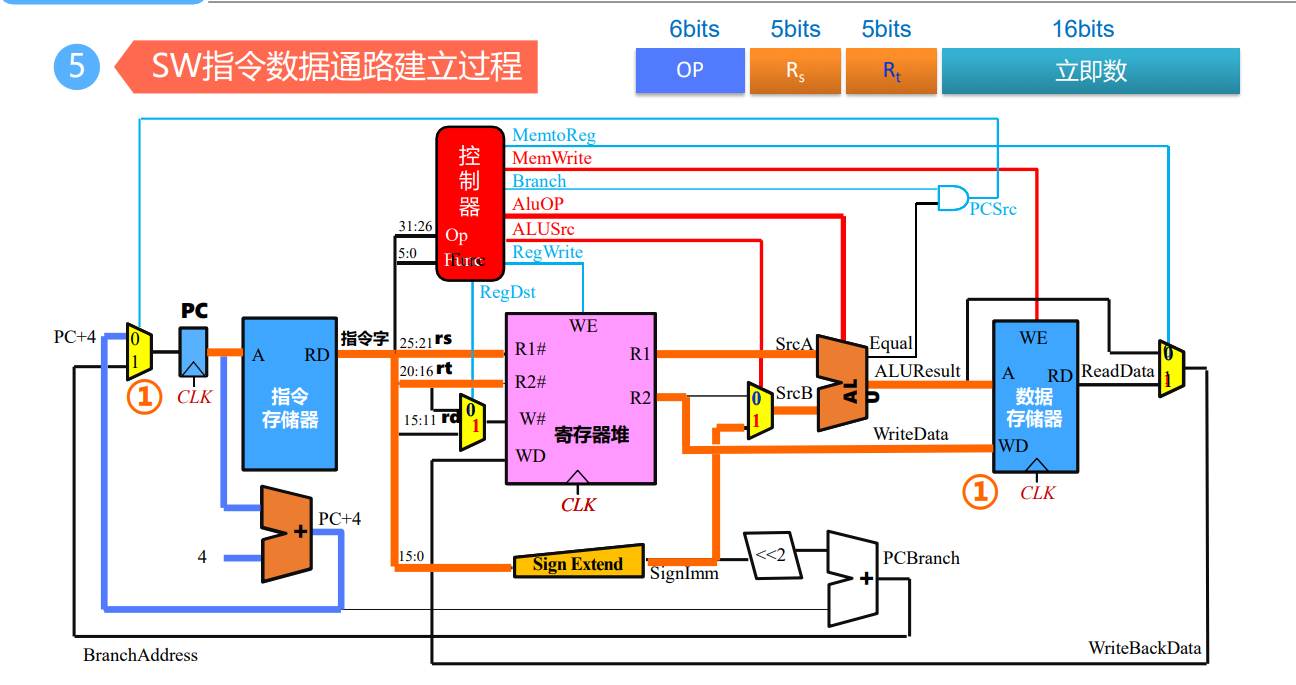 6bits 5bits 5bits 16bits
5 SW指令数据通路建立过程
OP Rs Rt 立即数
控制器
MemtoReg
MemWrite
Branch
PCSrc
AluOP
ALUSrc
31:26 Op
5:0 Func
RegWrite
RegDst
PC
PC+4
0
1
①
CLK
A RD
指令
存储器
指令字
25:21 rs
20:16 rt
15:11 rd
0
1
WE
R1# R1
R2# R2
W#
寄存器堆
WD
CLK
SrcA
0
1
SrcB
ALU
Equal
ALUResult
WriteData
WE
A RD
数据
存储器
WD
①
CLK
ReadData
0
1
PC+4
4
+
15:0
Sign Extend
SignImm
<<2
+
PCBranch
BranchAddress
WriteBackData